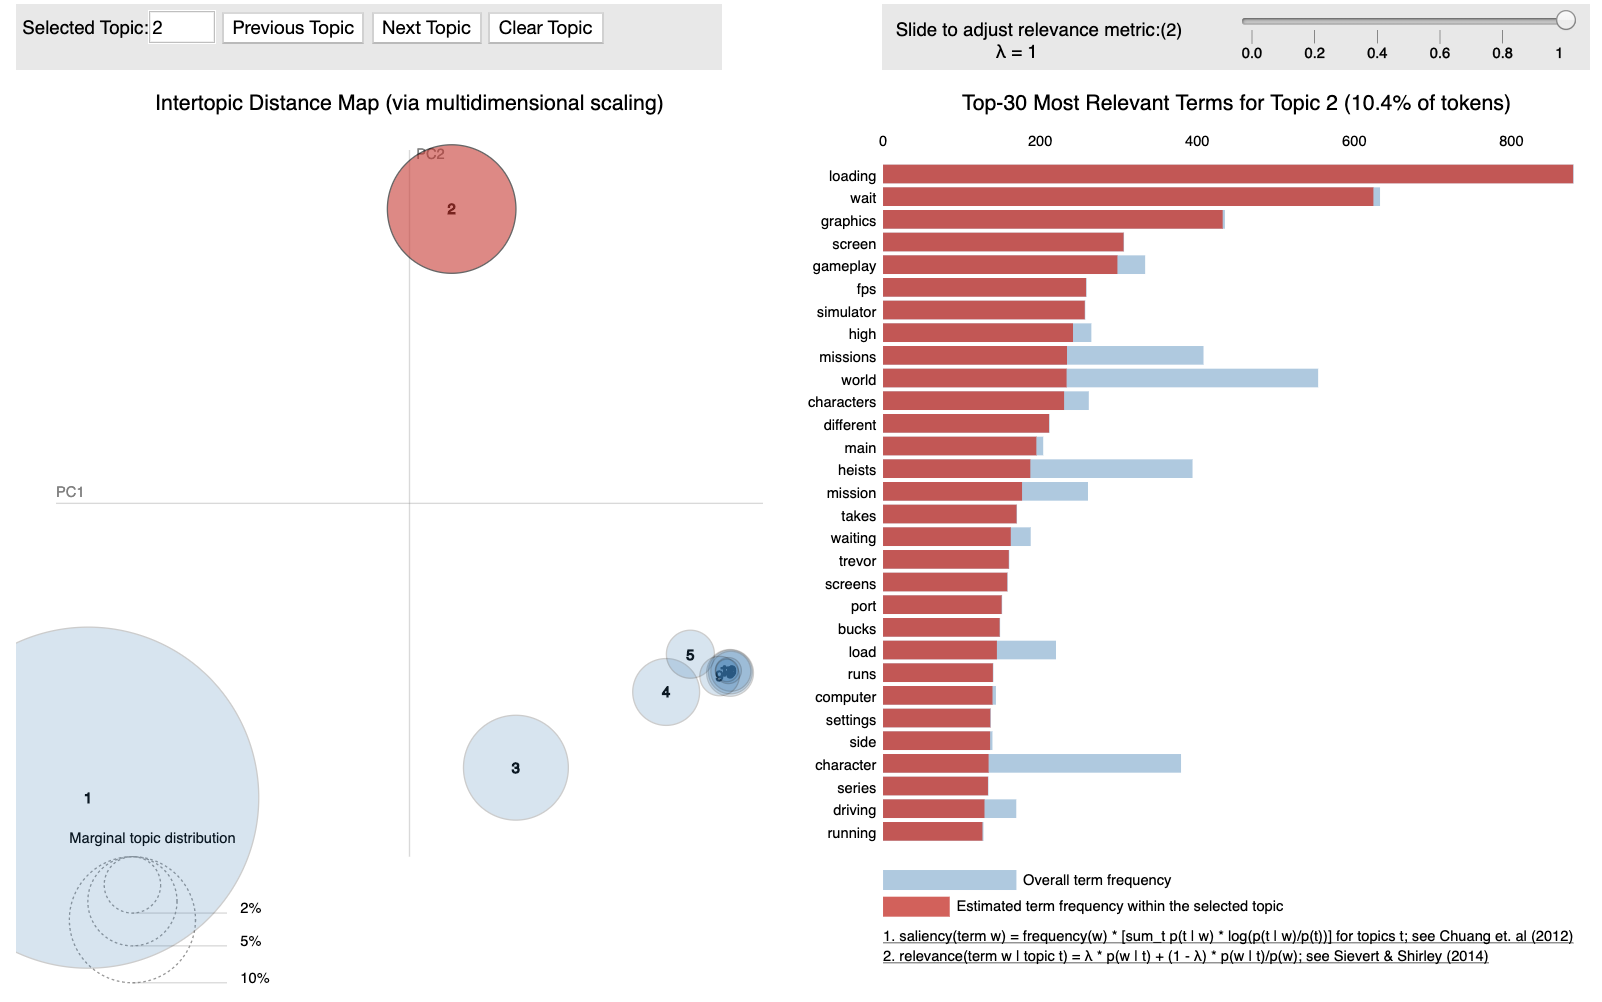 Selected Topic: 2 Previous Topic Next Topic Clear Topic
Slide to adjust relevance metric:(2)
λ = 1
0.0 0.2 0.4 0.6 0.8 1
Intertopic Distance Map (via multidimensional scaling)
PC2
2
PC1
5
4
9
3
1
Marginal topic distribution
2%
5%
10%
Top-30 Most Relevant Terms for Topic 2 (10.4% of tokens)
0 200 400 600 800
loading
wait
graphics
screen
gameplay
fps
simulator
high
missions
world
characters
different
main
heists
mission
takes
waiting
trevor
screens
port
bucks
load
runs
computer
settings
side
character
series
driving
running
Overall term frequency
Estimated term frequency within the selected topic
1. saliency(term w) = frequency(w) * [sum_t p(t | w) * log(p(t | w)/p(t))] for topics t; see Chuang et. al (2012)
2. relevance(term w | topic t) = λ * p(w | t) + (1 - λ) * p(w | t)/p(w); see Sievert & Shirley (2014)